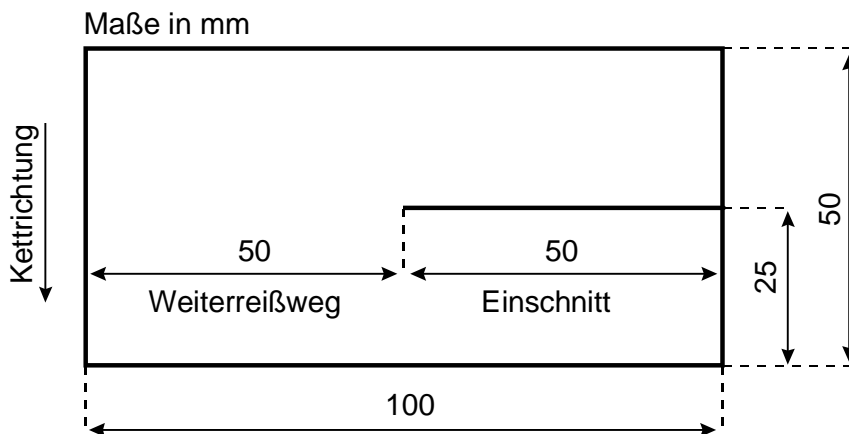 Maße in mm
Kettrichtung
50
50
Weiterreißweg
Einschnitt
25
50
100